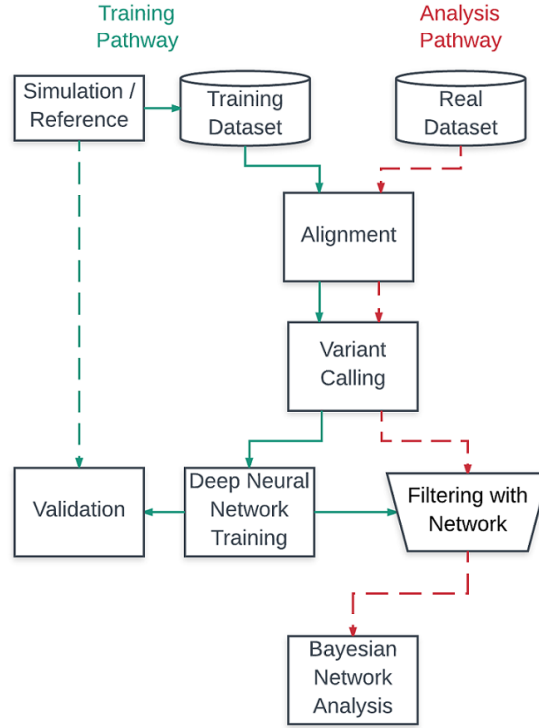 Training
Pathway
Analysis
Pathway
Simulation /
Reference
Training
Dataset
Real
Dataset
Alignment
Variant
Calling
Validation
Deep Neural
Network
Training
Filtering with
Network
Bayesian
Network
Analysis